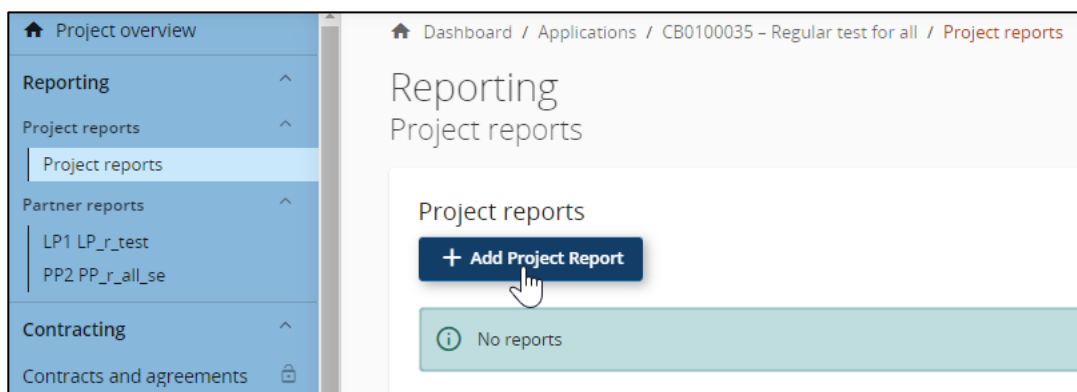 Project overview
Reporting
Project reports
Project reports
Partner reports
LP1 LP_r_test
PP2 PP_r_all_se
Contracting
Contracts and agreements
Dashboard / Applications / CB0100035 – Regular test for all / Project reports
Reporting
Project reports
Project reports
+ Add Project Report
No reports